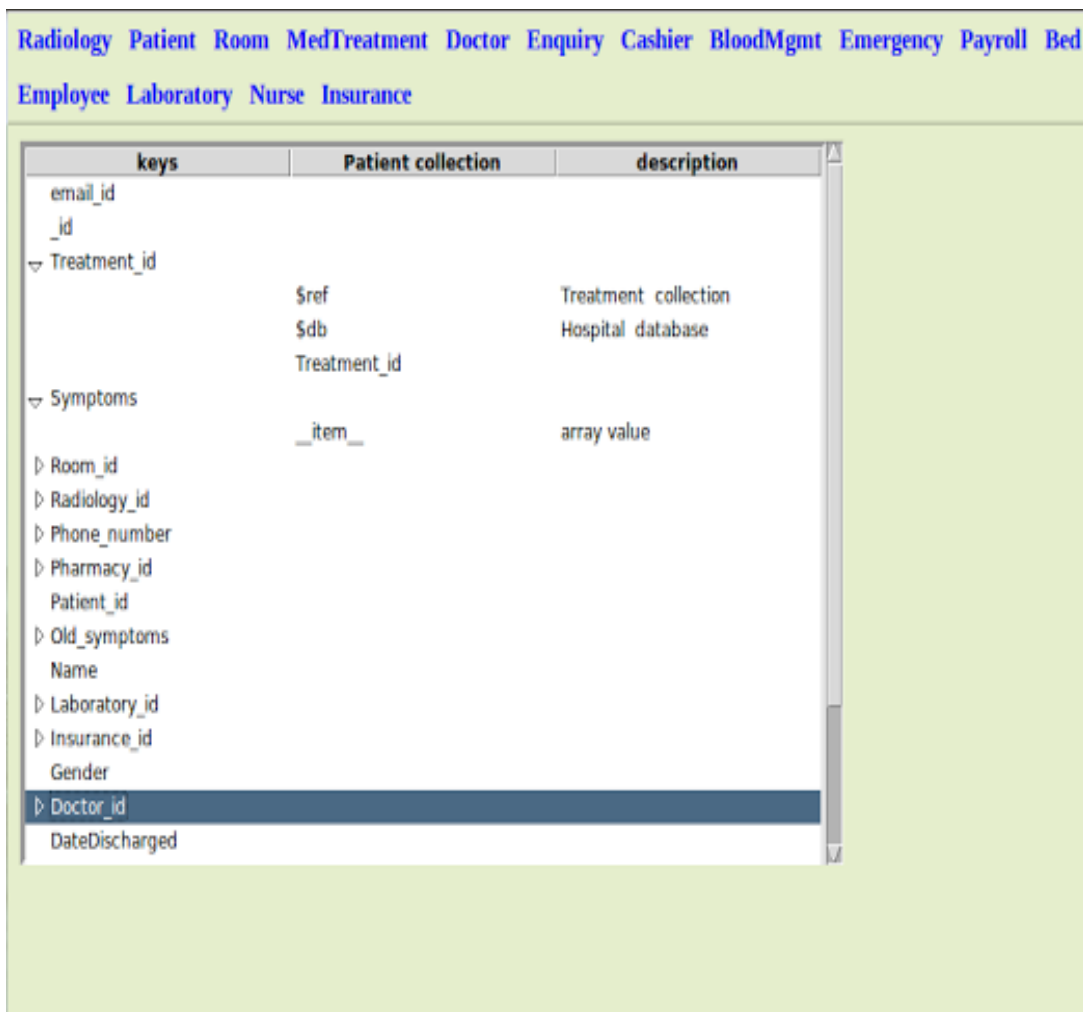 Radiology Patient Room MedTreatment Doctor Enquiry Cashier BloodMgmt Emergency Payroll Bed
Employee Laboratory Nurse Insurance
keys Patient collection description
email_id
_id
Treatment_id
$ref Treatment collection
$db Hospital database
Treatment_id
Symptoms
__item__ array value
Room_id
Radiology_id
Phone_number
Pharmacy_id
Patient_id
Old_symptoms
Name
Laboratory_id
Insurance_id
Gender
Doctor_id
DateDischarged